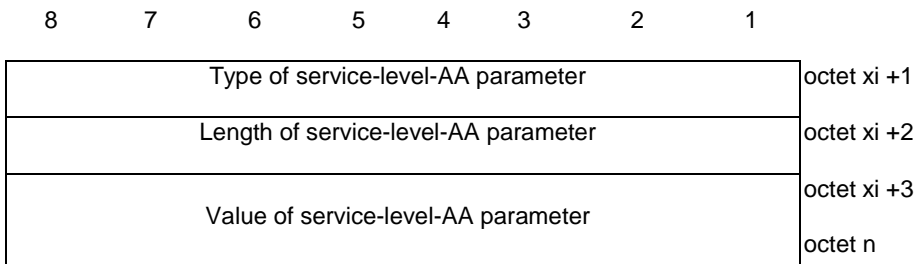 8 7 6 5 4 3 2 1
Type of service-level-AA parameter octet xi +1
Length of service-level-AA parameter octet xi +2
octet xi +3
Value of service-level-AA parameter
octet n